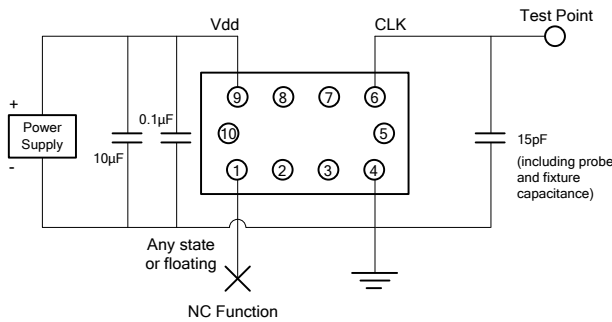 Test Point
Vdd
CLK
+
Power
Supply
-
10µF
0.1µF
9
8
7
6
10
5
1
2
3
4
15pF
(including probe
and fixture
capacitance)
Any state
or floating
NC Function